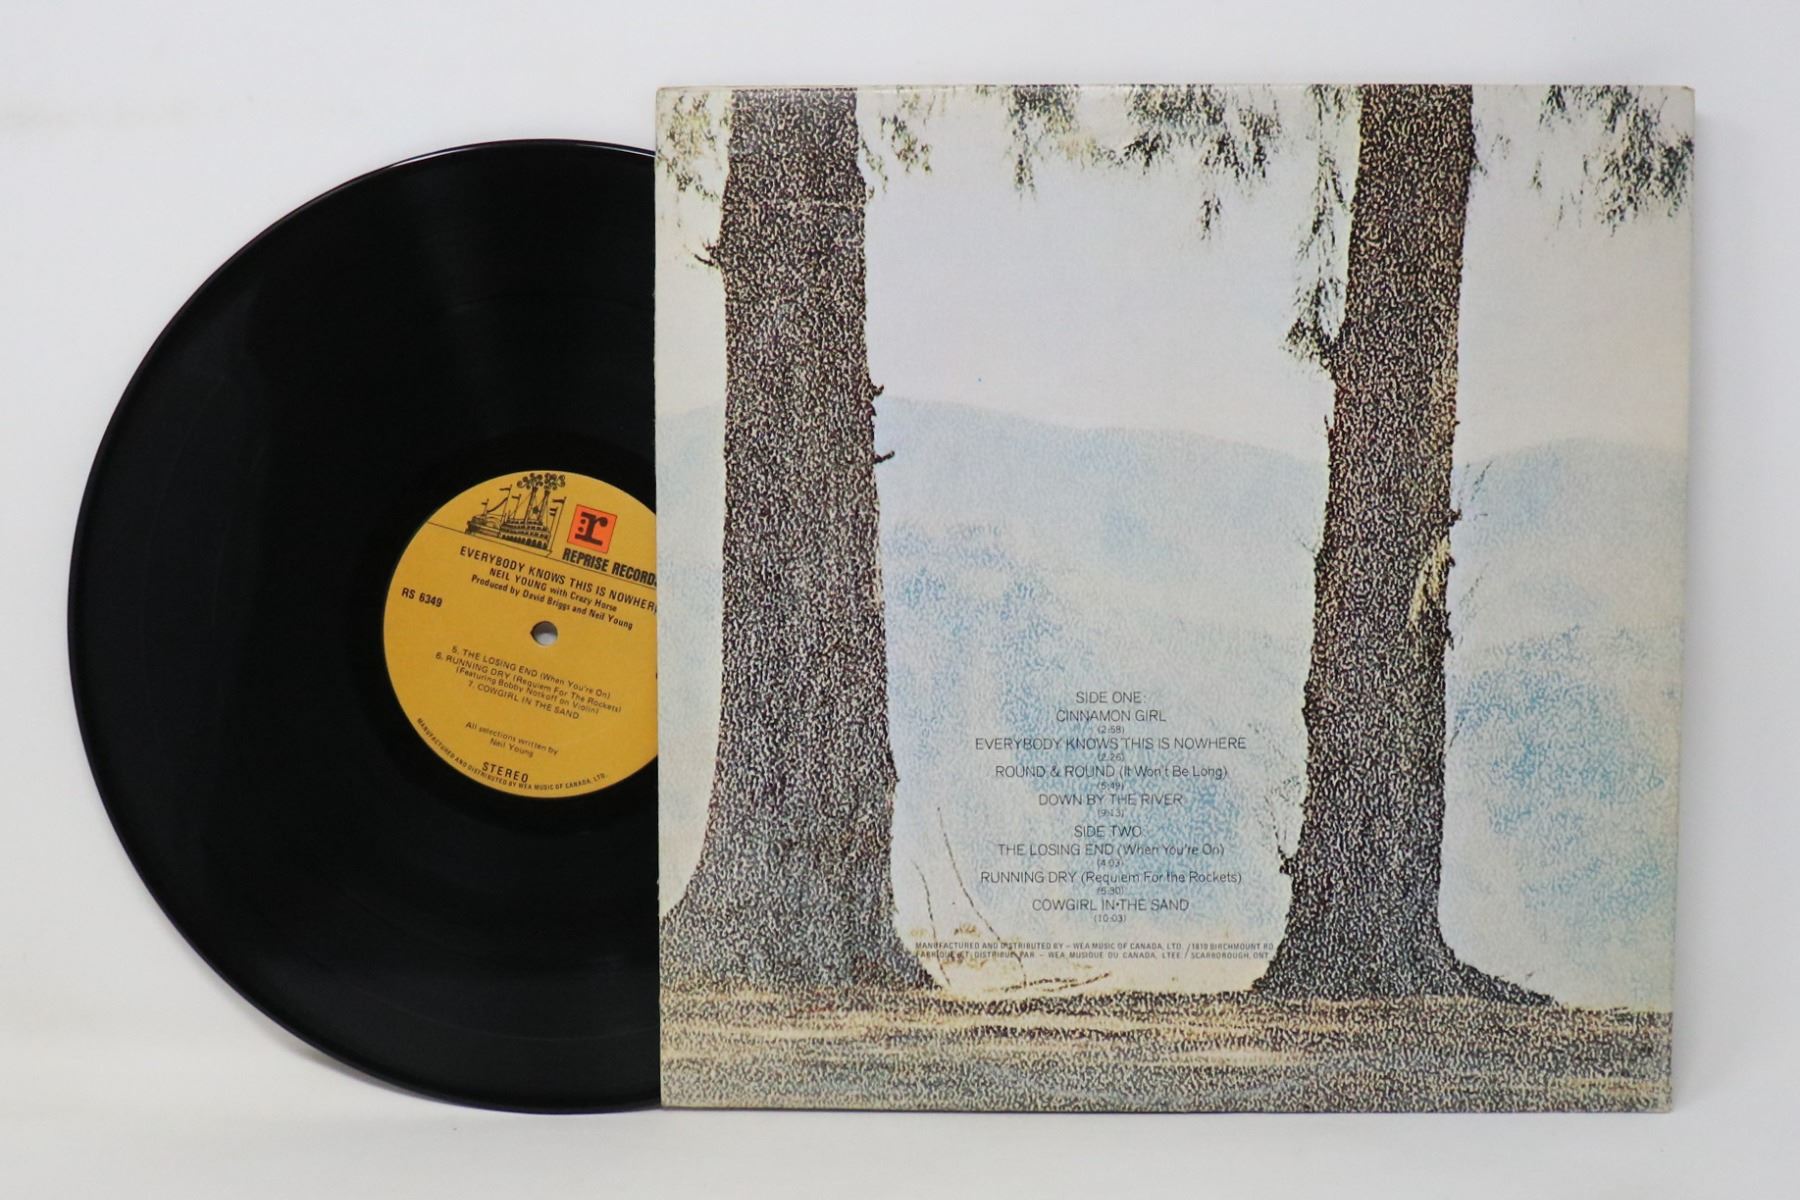 r
REPRISE RECORDS
EVERYBODY KNOWS THIS IS NOWHERE
NEIL YOUNG with Crazy Horse
Produced by David Briggs and Neil Young
RS 6349
5. THE LOSING END (When You're On)
6. RUNNING DRY (Requiem For The Rockets)
(Featuring Bobby Notkoff on Violin)
7. COWGIRL IN THE SAND
All selections written by
Neil Young
STEREO
MANUFACTURED AND DISTRIBUTED BY WEA MUSIC OF CANADA, LTD.
SIDE ONE:
CINNAMON GIRL
(2:58)
EVERYBODY KNOWS THIS IS NOWHERE
(2:26)
ROUND & ROUND (It Won't Be Long)
(5:49)
DOWN BY THE RIVER
(9:13)
SIDE TWO:
THE LOSING END (When You're On)
(4:03)
RUNNING DRY (Requiem For the Rockets)
(5:30)
COWGIRL IN THE SAND
(10:03)
MANUFACTURED AND DISTRIBUTED BY – WEA MUSIC OF CANADA, LTD. / 1810 BIRCHMOUNT RD
FABRIQUE ET DISTRIBUE PAR – WEA MUSIQUE DU CANADA, LTEE / SCARBOROUGH, ONT